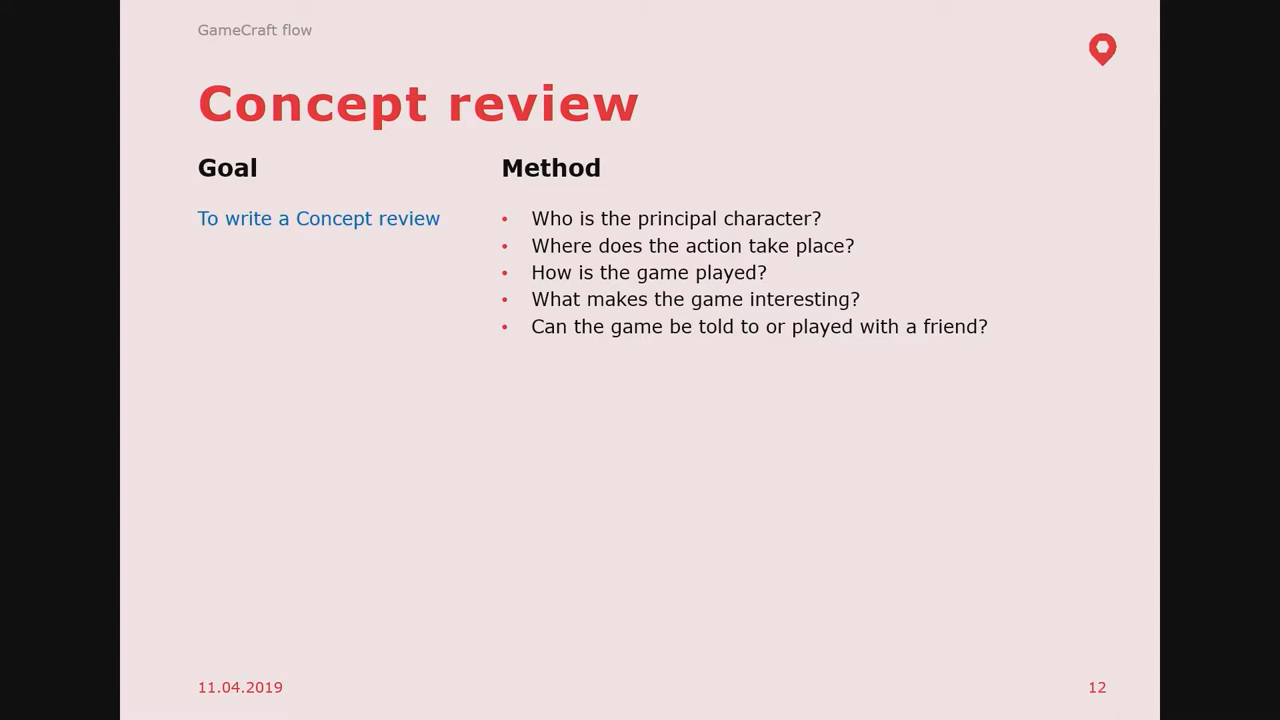 GameCraft flow
Concept review
Goal
To write a Concept review
Method
• Who is the principal character?
• Where does the action take place?
• How is the game played?
• What makes the game interesting?
• Can the game be told to or played with a friend?
11.04.2019
12